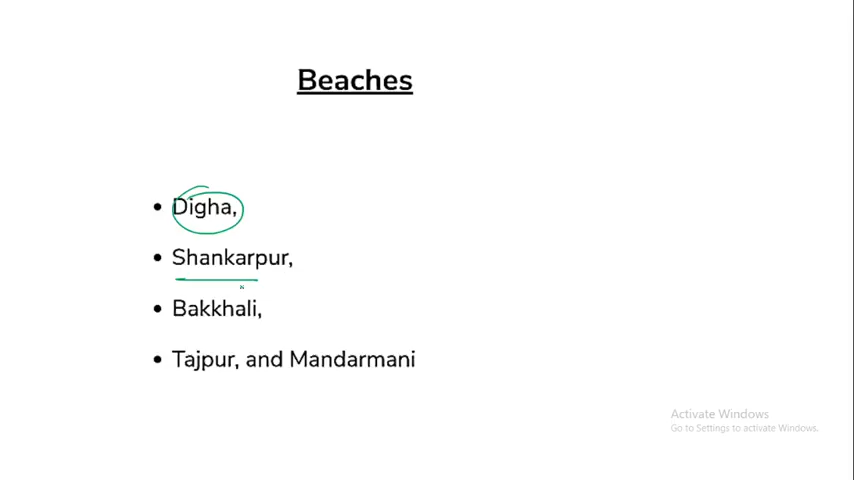 Beaches
• Digha,
• Shankarpur,
• Bakkhali,
• Tajpur, and Mandarmani
Activate Windows
Go to Settings to activate Windows.